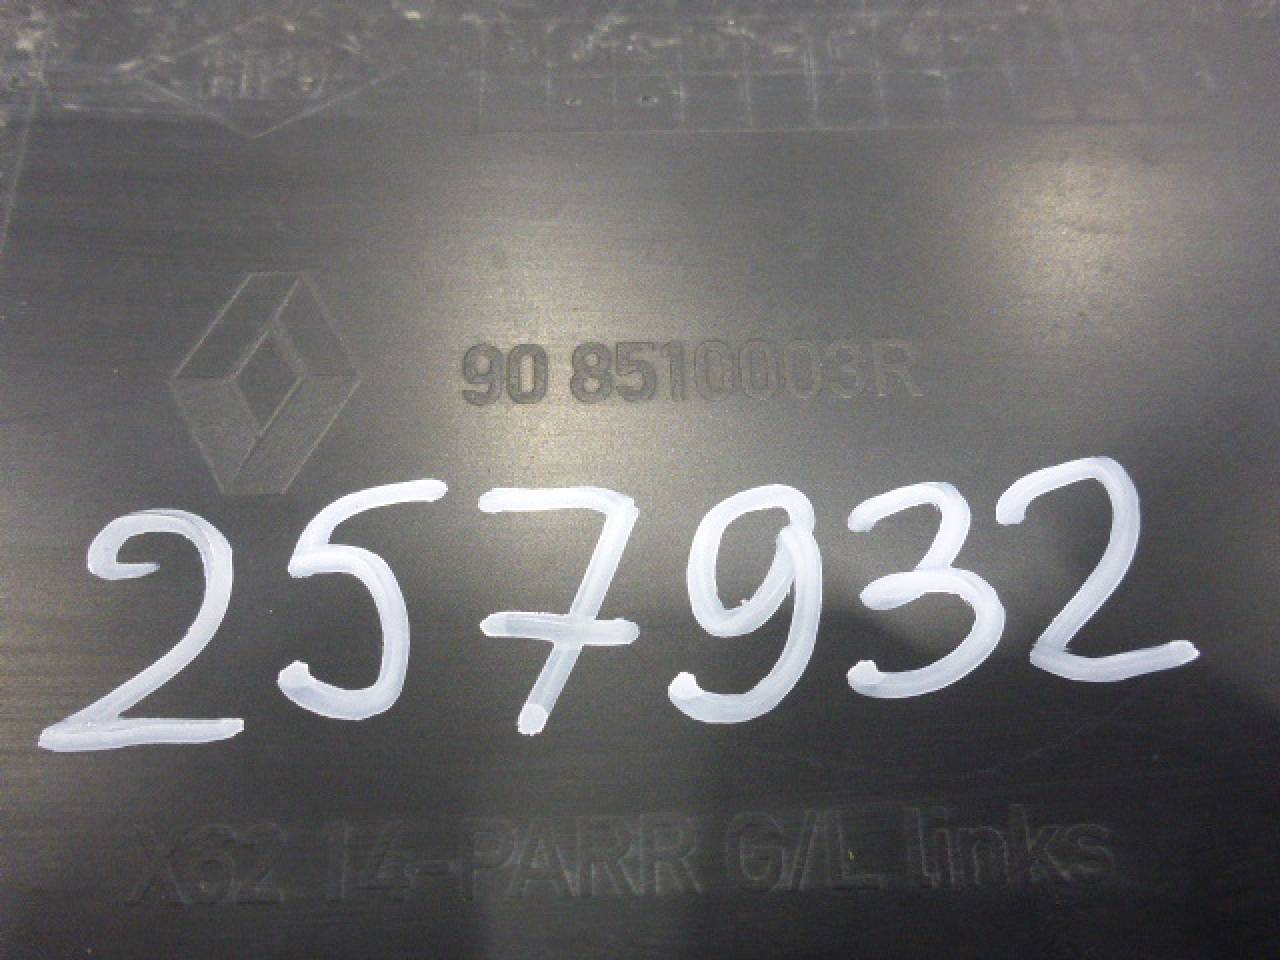 90 8510003R
257932
X62 14-PARR G/L links